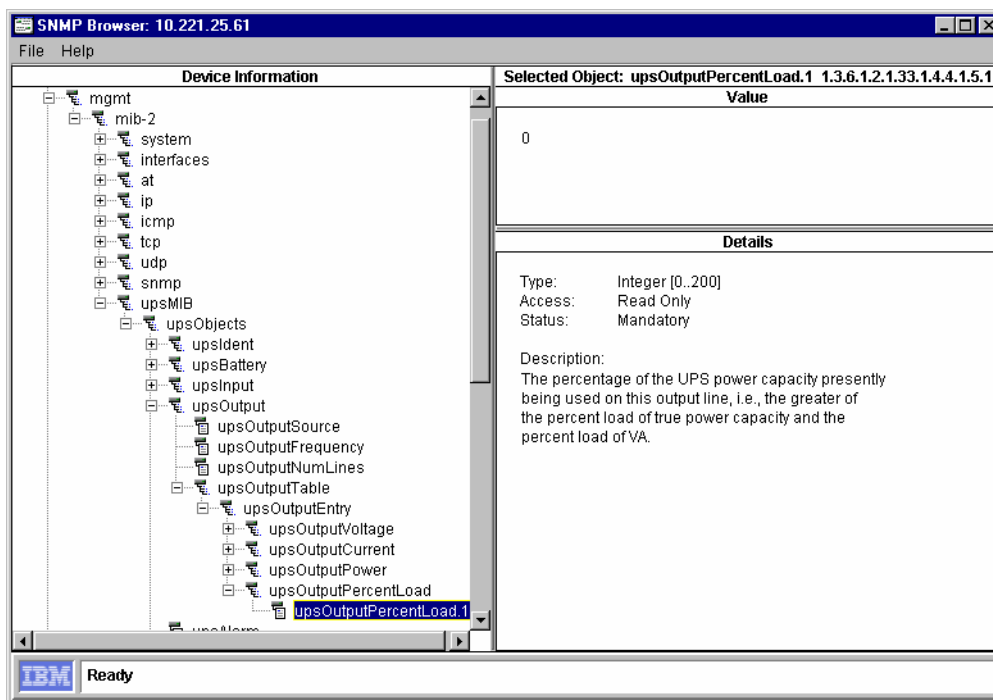 SNMP Browser: 10.221.25.61
File Help
Device Information
mgmt
mib-2
system
interfaces
at
ip
icmp
tcp
udp
snmp
upsMIB
upsObjects
upsIdent
upsBattery
upsInput
upsOutput
upsOutputSource
upsOutputFrequency
upsOutputNumLines
upsOutputTable
upsOutputEntry
upsOutputVoltage
upsOutputCurrent
upsOutputPower
upsOutputPercentLoad
upsOutputPercentLoad.1
Selected Object: upsOutputPercentLoad.1 1.3.6.1.2.1.33.1.4.4.1.5.1
Value
0
Details
Type: Integer [0..200]
Access: Read Only
Status: Mandatory
Description:
The percentage of the UPS power capacity presently
being used on this output line, i.e., the greater of
the percent load of true power capacity and the
percent load of VA.
IBM Ready